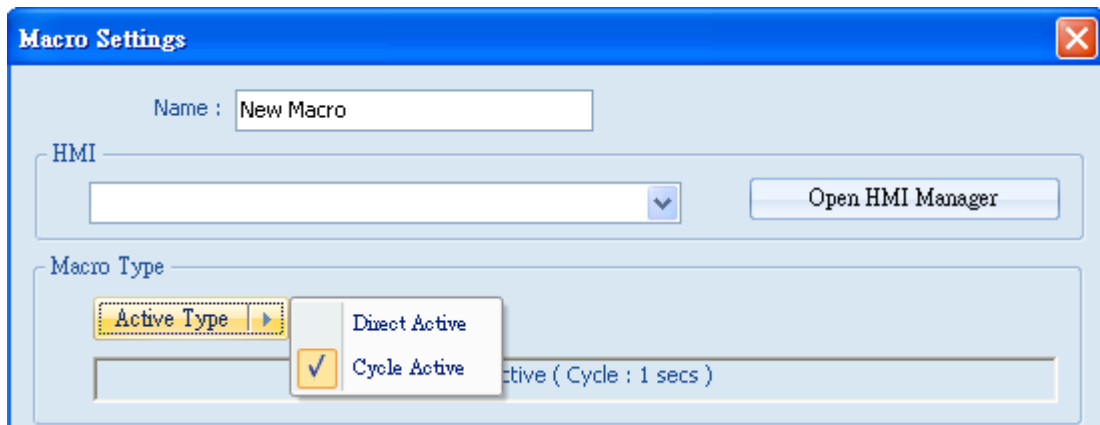 Macro Settings
Name : New Macro
HMI
Open HMI Manager
Macro Type
Active Type
Direct Active
Cycle Active
ctive ( Cycle : 1 secs )